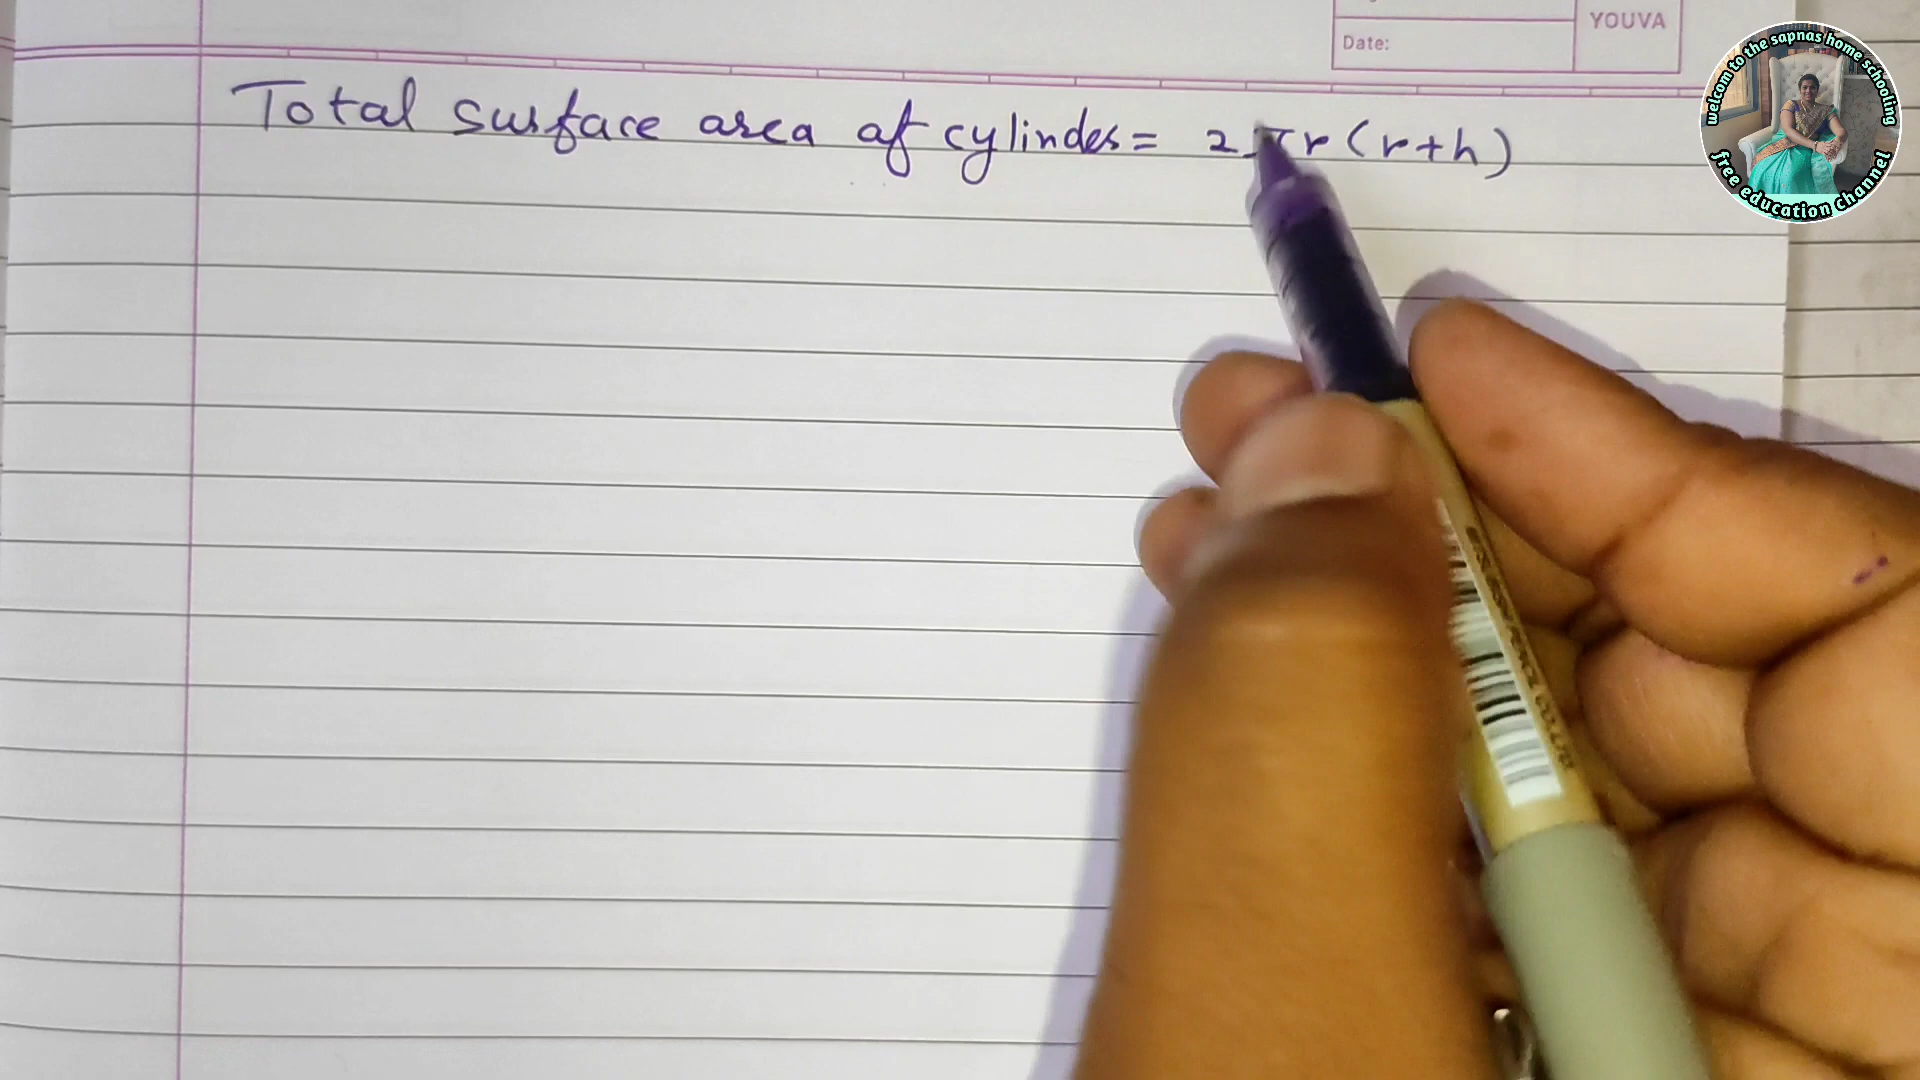 YOUVA
Date:
Total surface area of cylinder = 2πr(r+h)
welcom to the sapnas home schooling
free education channel